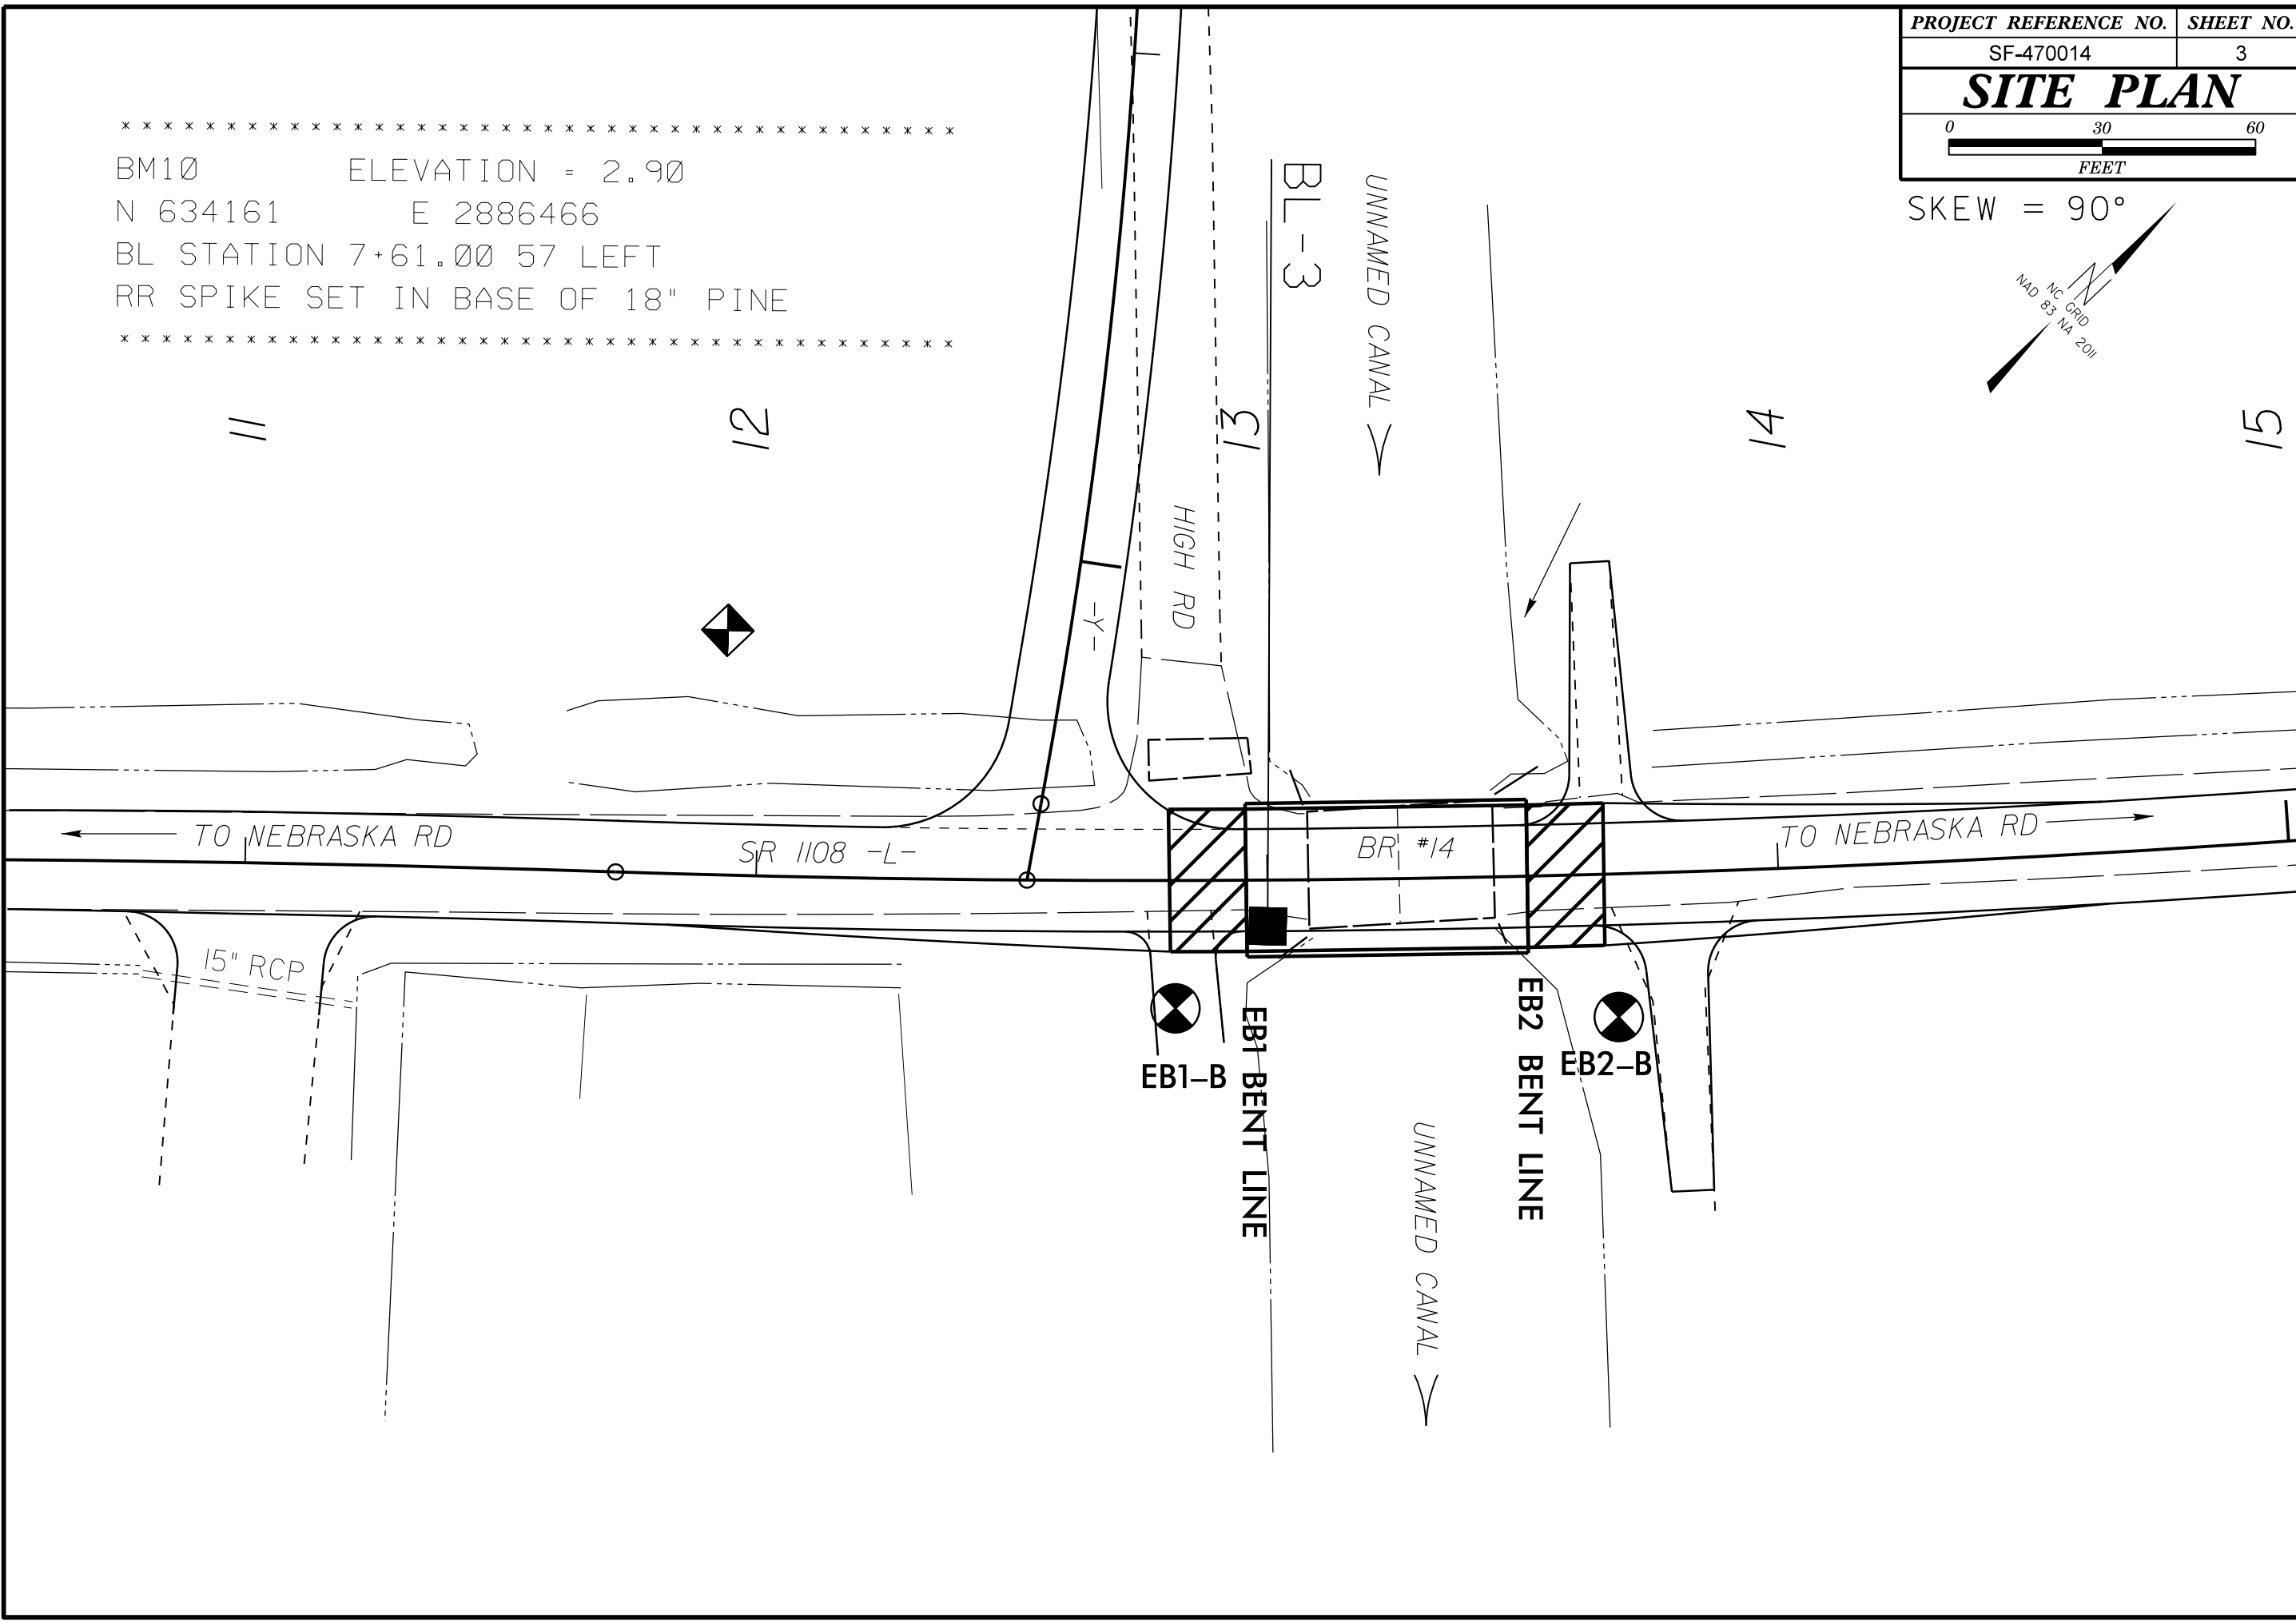 PROJECT REFERENCE NO. SHEET NO.
SF-470014 3
SITE PLAN
0 30 60
FEET
SKEW = 90°
N
NC GRID
NAD 83 NA 2011
* * * * * * * * * * * * * * * * * * * * * * * * * * * * * * * * * * * * * * * *
BM10 ELEVATION = 2.90
N 634161 E 2886466
BL STATION 7+61.00 57 LEFT
RR SPIKE SET IN BASE OF 18" PINE
* * * * * * * * * * * * * * * * * * * * * * * * * * * * * * * * * * * * * * * *
BL-3
UNNAMED CANAL
11 12 13 14 15
HIGH RD
-Y-
TO NEBRASKA RD
SR 1108 -L-
BR #14
TO NEBRASKA RD
15" RCP
EB1-B
EB1 BENT LINE
EB2 BENT LINE
EB2-B
UNNAMED CANAL